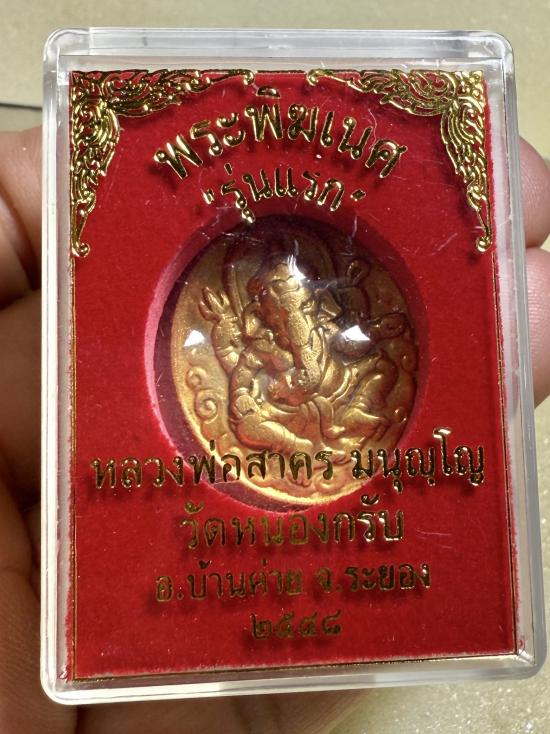 พระพิฆเนศ
"รุ่นแรก"
หลวงพ่อสาคร มนุญฺโญ
วัดหนองกรับ
อ.บ้านค่าย จ.ระยอง
๒๕๔๘